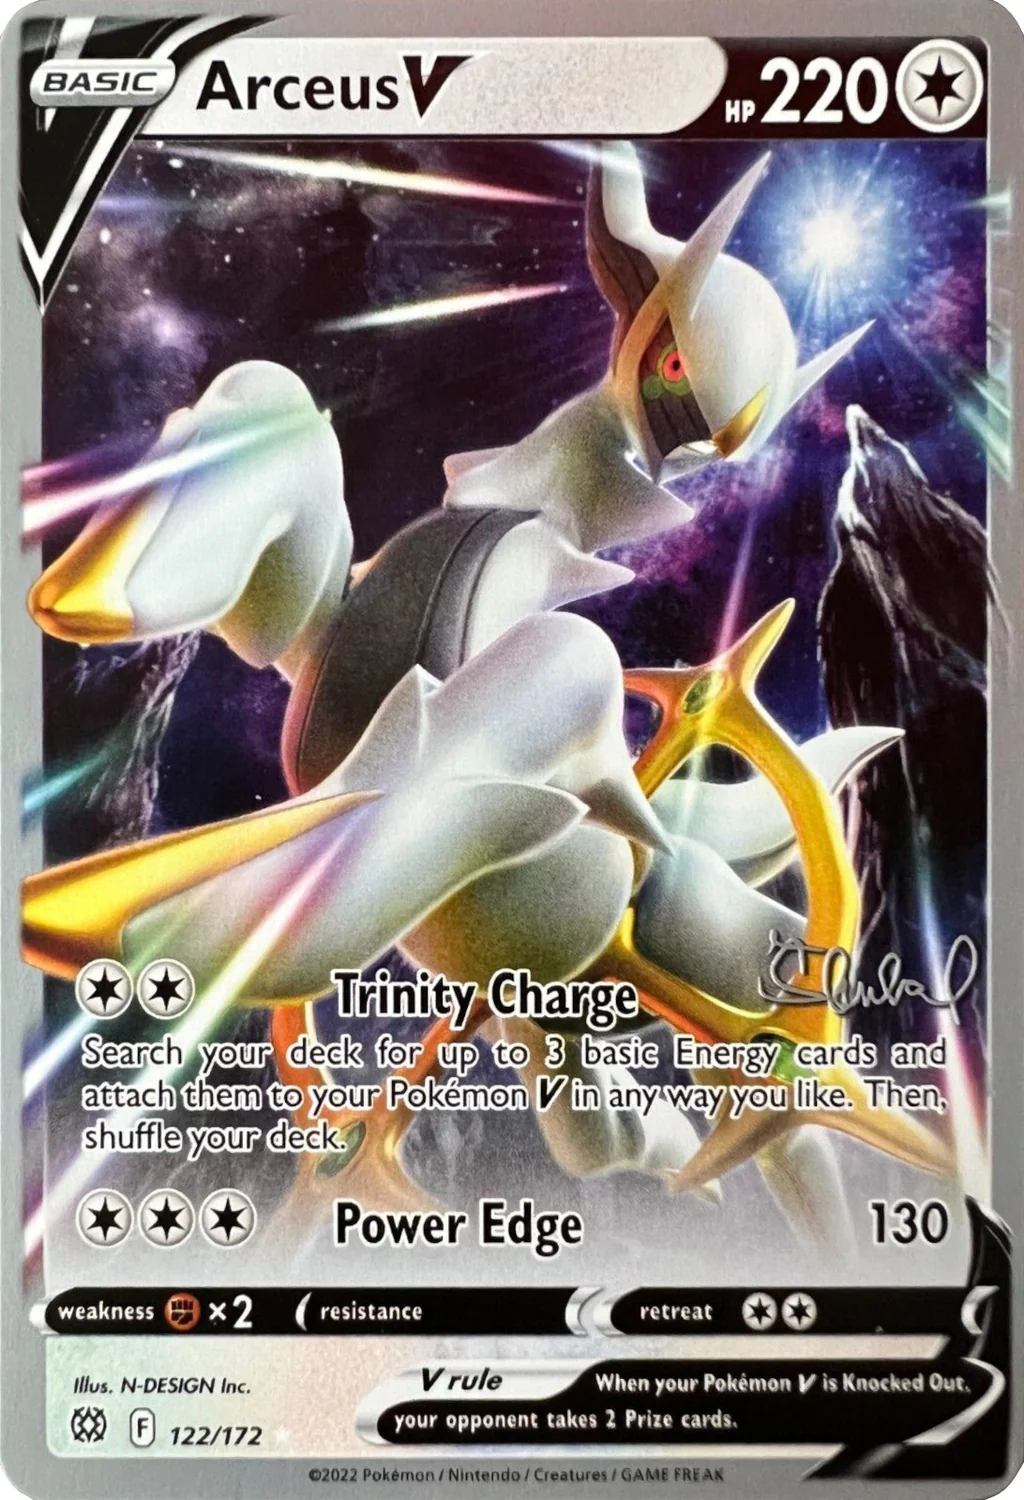 BASIC
Arceus V
HP 220
Trinity Charge
Search your deck for up to 3 basic Energy cards and
attach them to your Pokémon V in any way you like. Then,
shuffle your deck.
Power Edge 130
weakness ×2 resistance retreat
Illus. N-DESIGN Inc.
V rule When your Pokémon V is Knocked Out,
your opponent takes 2 Prize cards.
F 122/172
©2022 Pokémon / Nintendo / Creatures / GAME FREAK